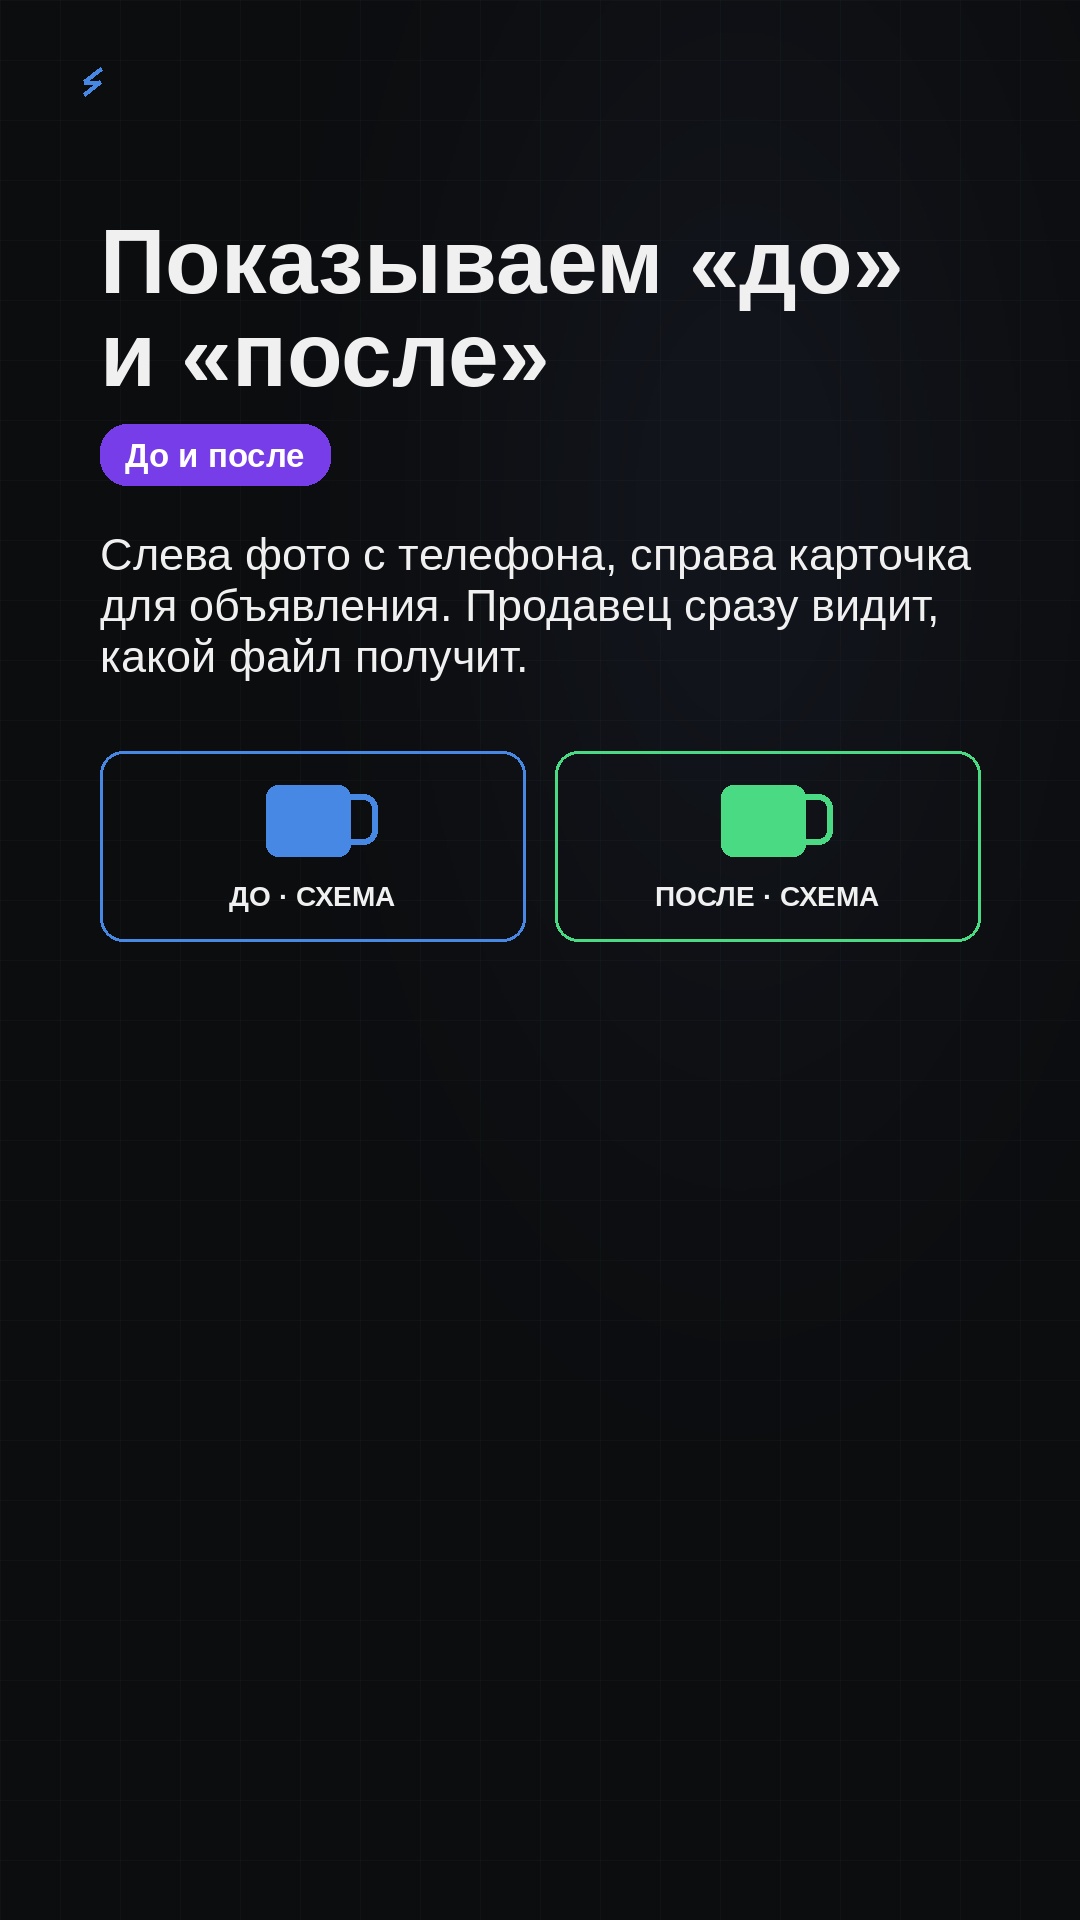 Показываем «до»
и «после»
До и после
Слева фото с телефона, справа карточка
для объявления. Продавец сразу видит,
какой файл получит.
ДО · СХЕМА
ПОСЛЕ · СХЕМА